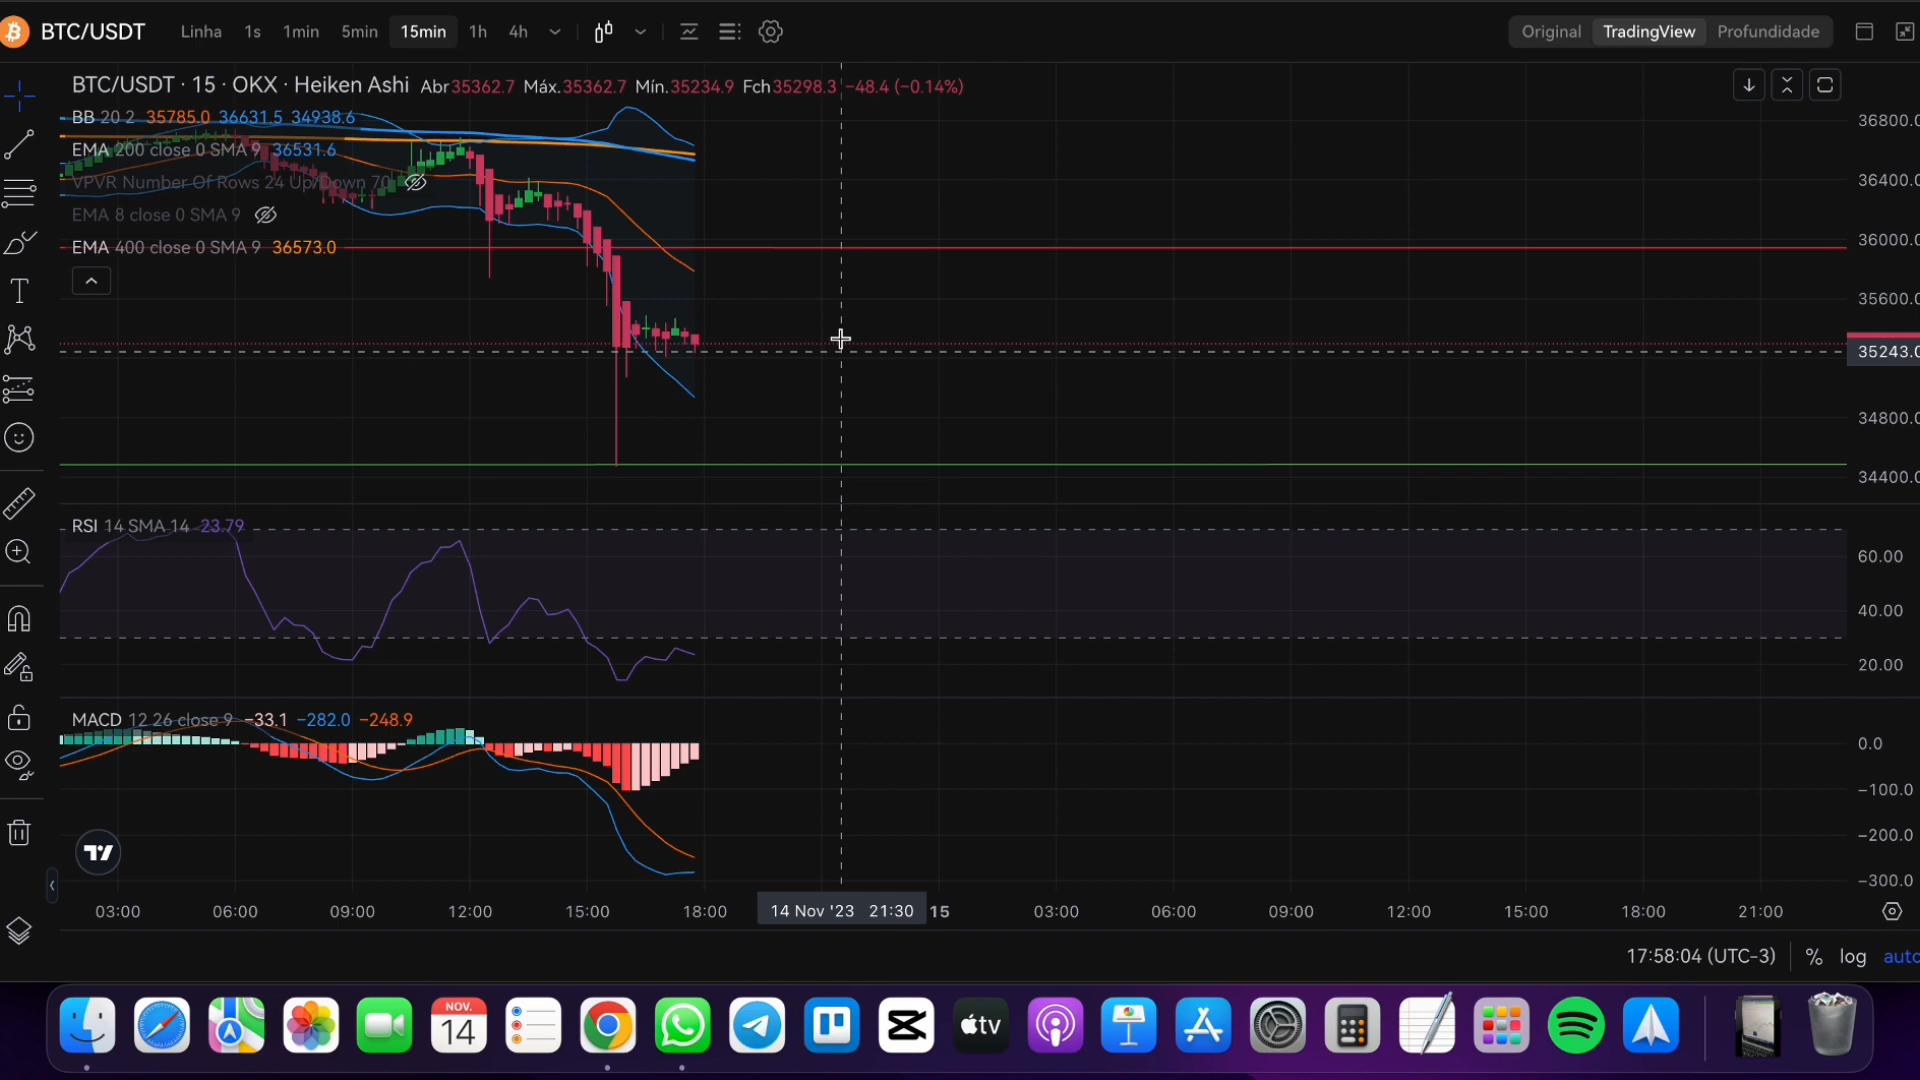 BTC/USDT
Linha 1s 1min 5min 15min 1h 4h
Original TradingView Profundidade
BTC/USDT · 15 · OKX · Heiken Ashi Abr35362.7 Máx.35362.7 Mín.35234.9 Fch35298.3 −48.4 (−0.14%)
BB 20 2 35785.0 36631.5 34938.6
EMA 200 close 0 SMA 9 36531.6
VPVR Number Of Rows 24 Up/Down 70
EMA 8 close 0 SMA 9
EMA 400 close 0 SMA 9 36573.0
36800.0
36400.0
36000.0
35600.0
35243.0
34800.0
34400.0
RSI 14 SMA 14 23.79
60.00
40.00
20.00
MACD 12 26 close 9 −33.1 −282.0 −248.9
0.0
−100.0
−200.0
−300.0
03:00 06:00 09:00 12:00 15:00 18:00 14 Nov '23 21:30 15 03:00 06:00 09:00 12:00 15:00 18:00 21:00
17:58:04 (UTC-3) % log auto
NOV.
14
tv